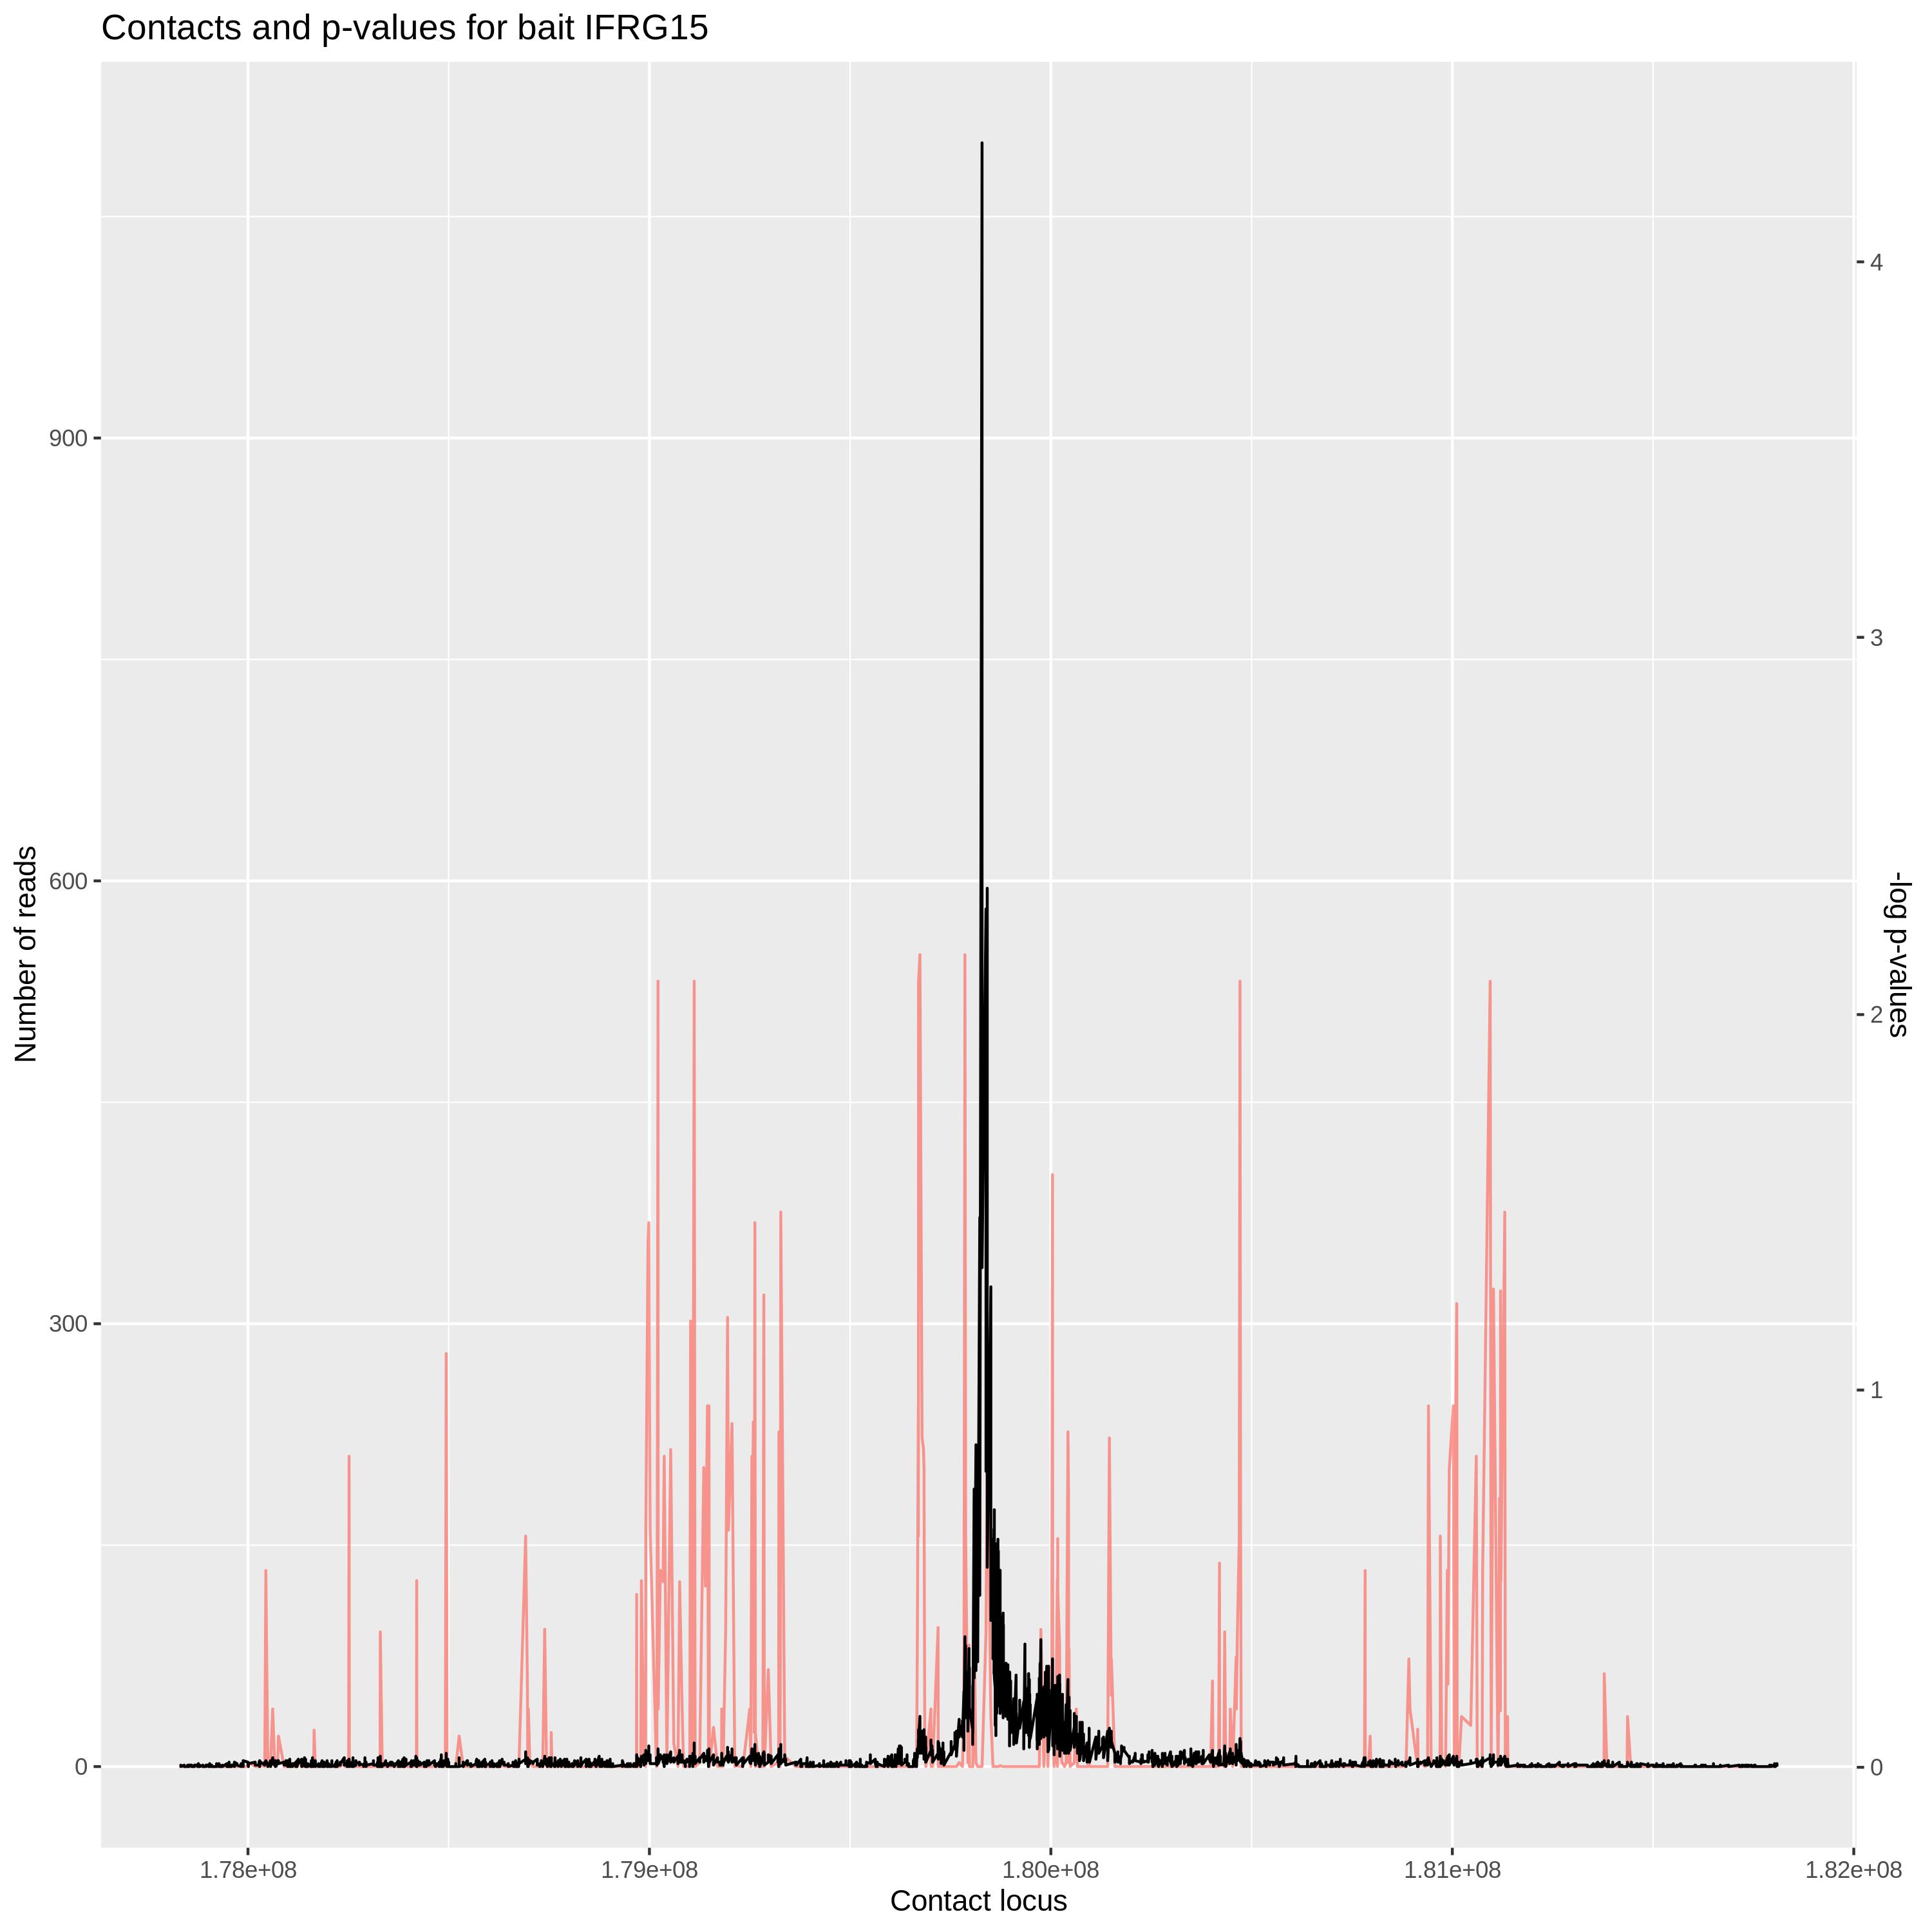 Contacts and p-values for bait IFRG15
Number of reads
900
600
300
0
4
3
2
1
0
-log p-values
1.78e+08
1.79e+08
1.80e+08
1.81e+08
1.82e+08
Contact locus